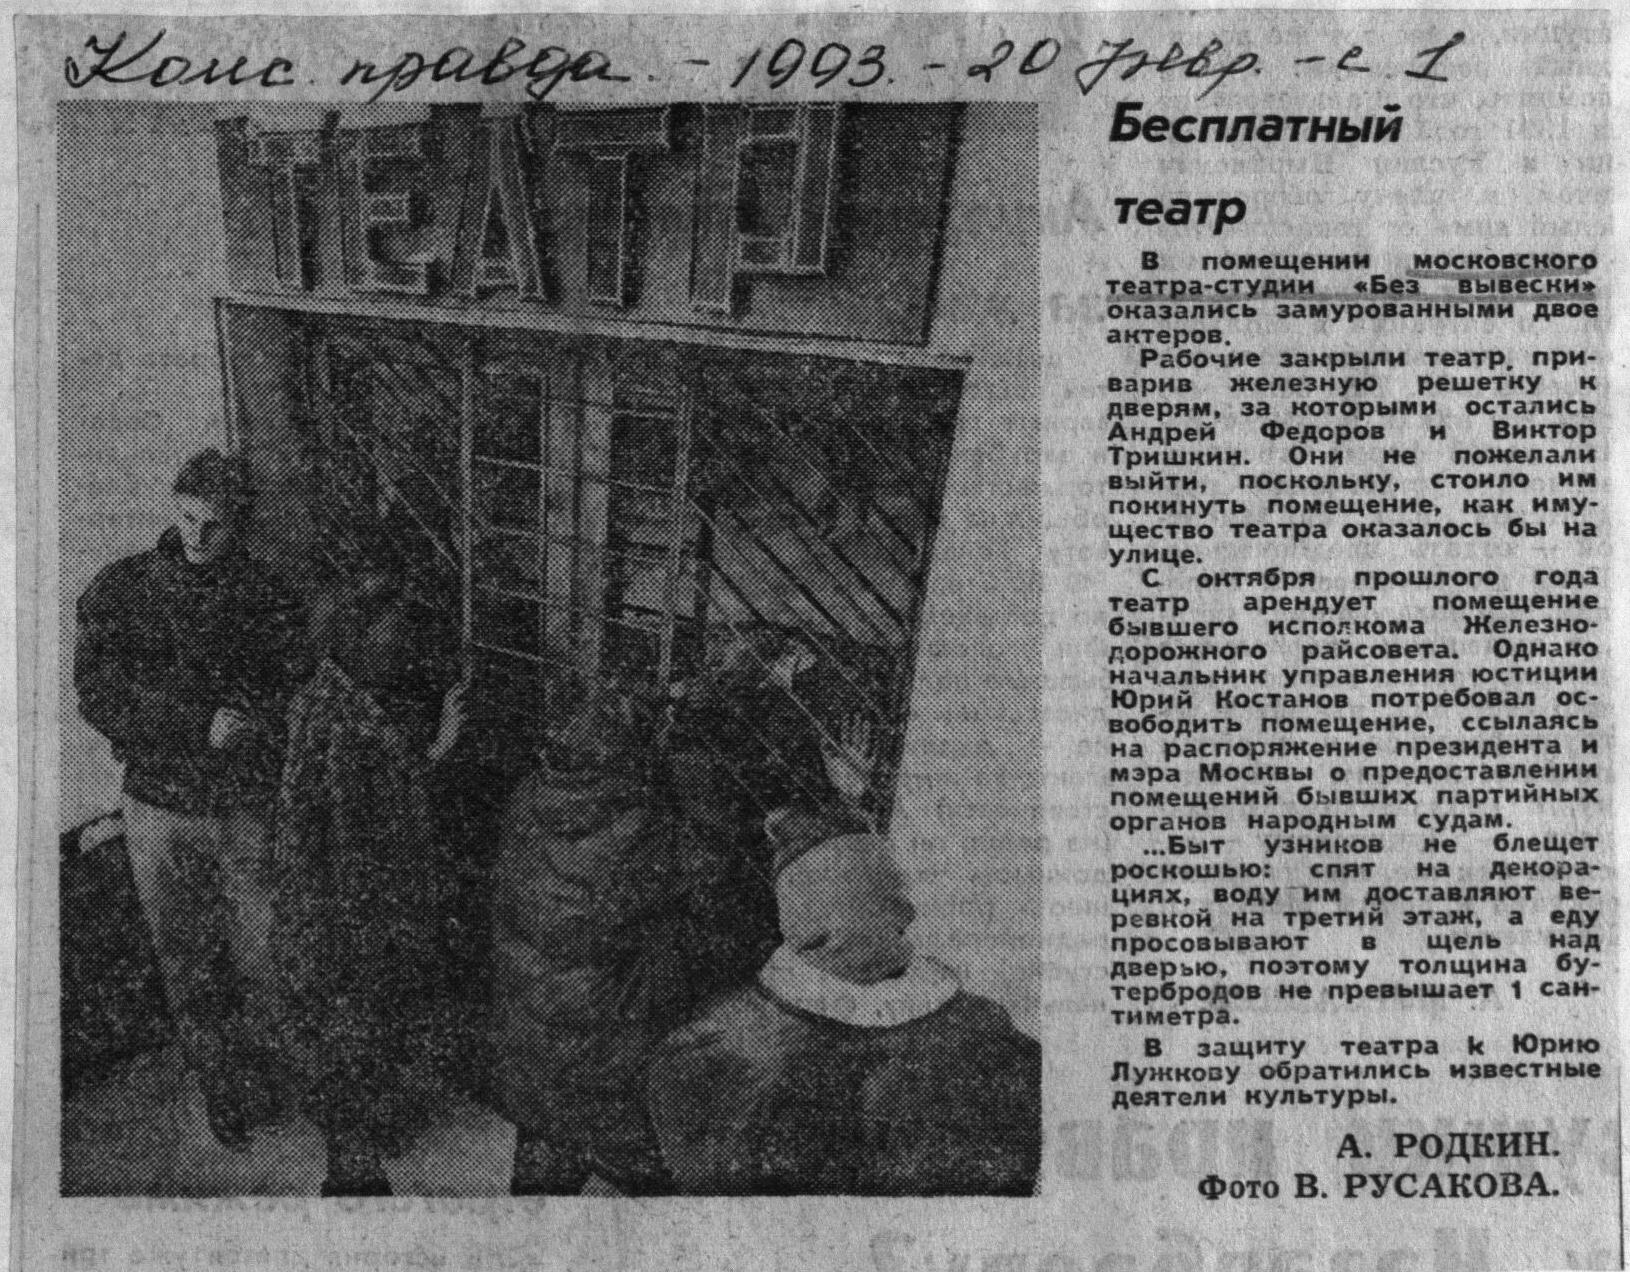 Комс. правда. - 1993. - 20 февр. - с 1
ТЕАТР
Бесплатный
театр
В помещении московского
театра-студии «Без вывески»
оказались замурованными двое
актеров.
Рабочие закрыли театр, при-
варив железную решетку к
дверям, за которыми остались
Андрей Федоров и Виктор
Тришкин. Они не пожелали
выйти, поскольку, стоило им
покинуть помещение, как иму-
щество театра оказалось бы на
улице.
С октября прошлого года
театр арендует помещение
бывшего исполкома Железно-
дорожного райсовета. Однако
начальник управления юстиции
Юрий Костанов потребовал ос-
вободить помещение, ссылаясь
на распоряжение президента и
мэра Москвы о предоставлении
помещений бывших партийных
органов народным судам.
...Быт узников не блещет
роскошью: спят на декора-
циях, воду им доставляют ве-
ревкой на третий этаж, а еду
просовывают в щель над
дверью, поэтому толщина бу-
тербродов не превышает 1 сан-
тиметра.
В защиту театра к Юрию
Лужкову обратились известные
деятели культуры.
А. РОДКИН.
Фото В. РУСАКОВА.